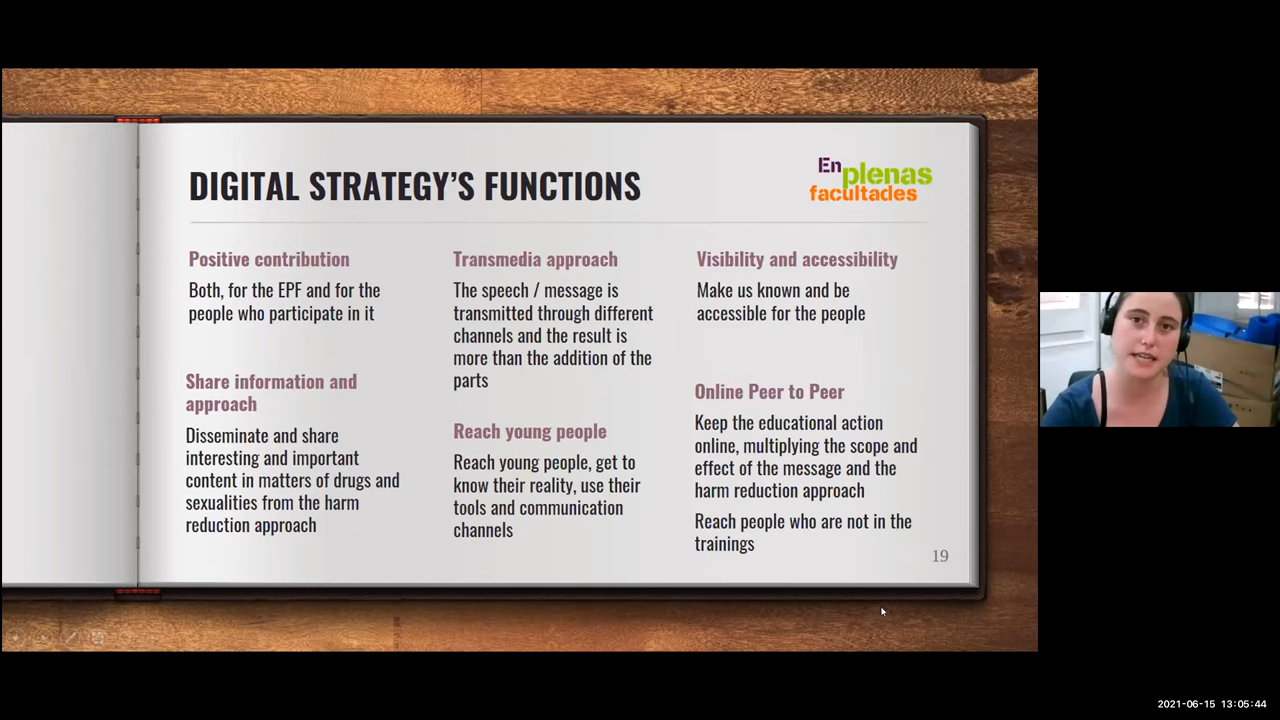 DIGITAL STRATEGY'S FUNCTIONS
En
plenas
facultades
Positive contribution
Both, for the EPF and for the
people who participate in it
Share information and
approach
Disseminate and share
interesting and important
content in matters of drugs and
sexualities from the harm
reduction approach
Transmedia approach
The speech / message is
transmitted through different
channels and the result is
more than the addition of the
parts
Reach young people
Reach young people, get to
know their reality, use their
tools and communication
channels
Visibility and accessibility
Make us known and be
accessible for the people
Online Peer to Peer
Keep the educational action
online, multiplying the scope and
effect of the message and the
harm reduction approach
Reach people who are not in the
trainings
19
2021-06-15 13:05:44